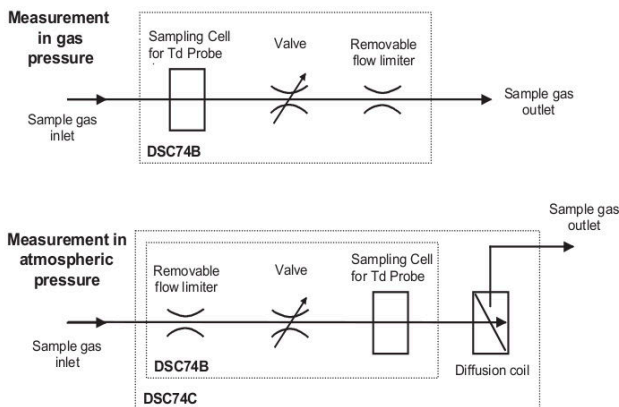 Measurement
in gas
pressure
Sampling Cell
for Td Probe
Valve
Removable
flow limiter
Sample gas
inlet
Sample gas
outlet
DSC74B
Measurement in
atmospheric
pressure
Removable
flow limiter
Valve
Sampling Cell
for Td Probe
Sample gas
outlet
Sample gas
inlet
DSC74B
Diffusion coil
DSC74C